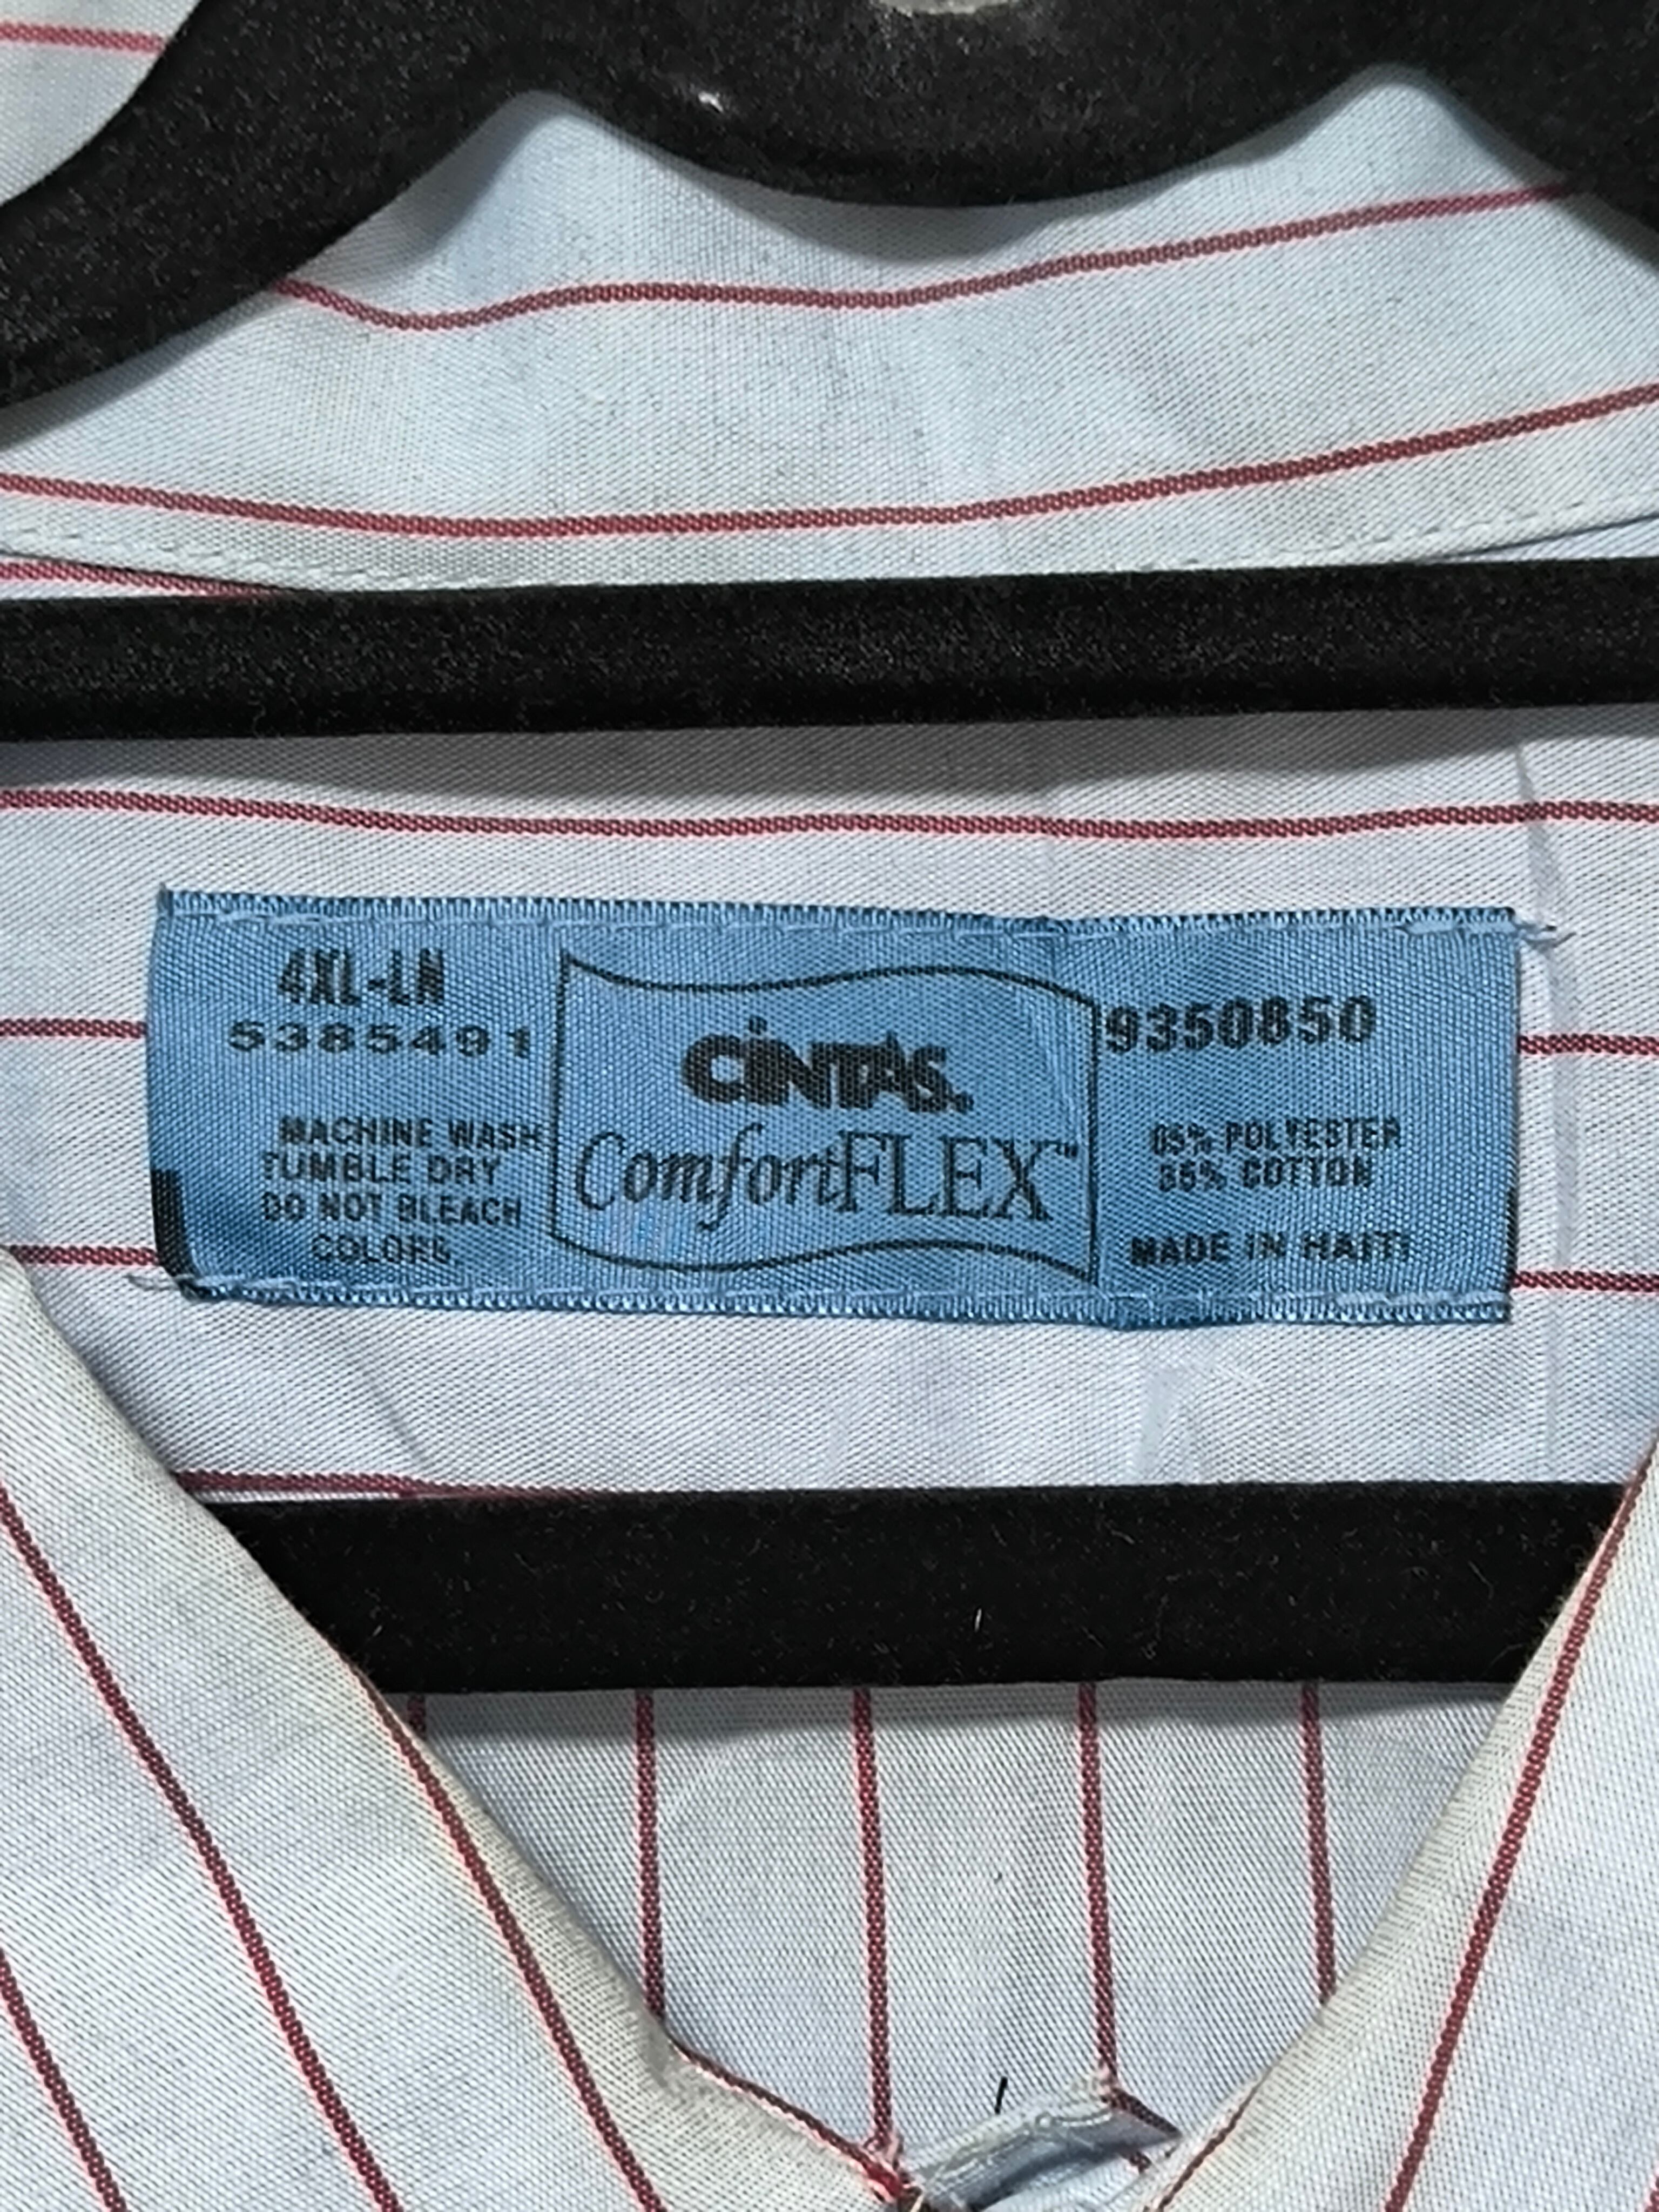 4XL-LN
5385491
MACHINE WASH
TUMBLE DRY
DO NOT BLEACH
COLORS
CINTAS.
ComfortFLEX™
9350850
65% POLYESTER
35% COTTON
MADE IN HAITI